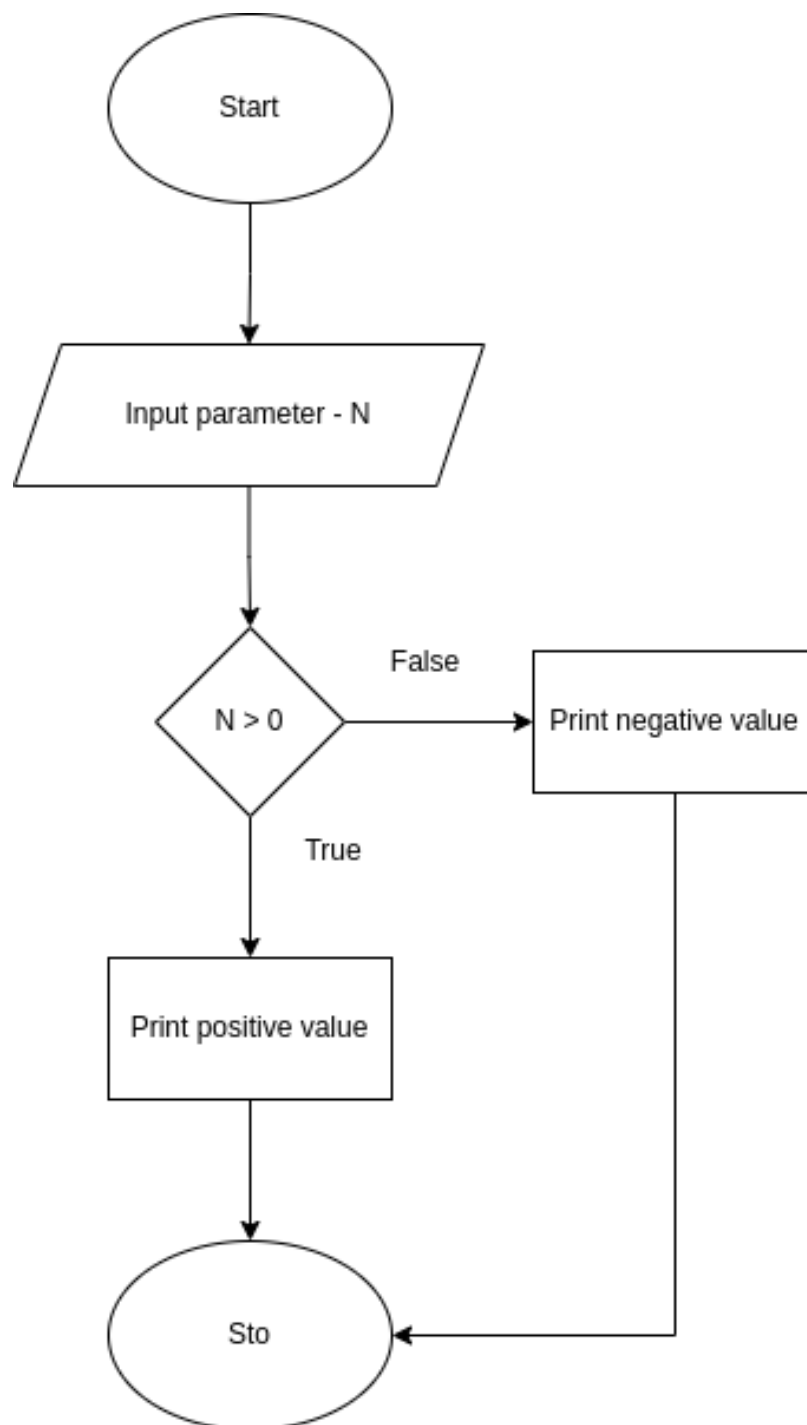 Start
Input parameter - N
N > 0
False
Print negative value
True
Print positive value
Sto